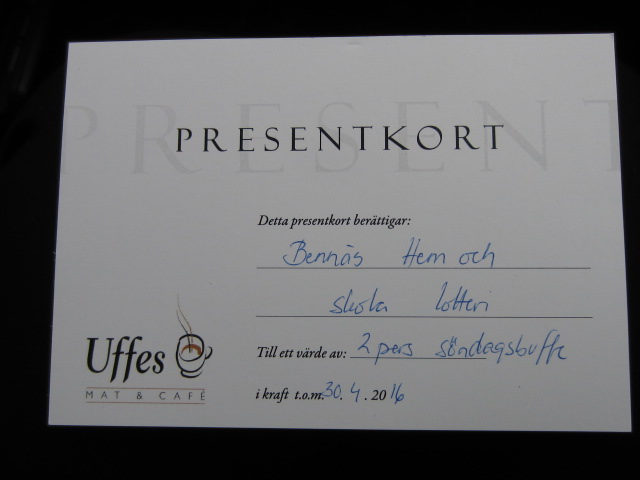 PRESENT
PRESENTKORT
Detta presentkort berättigar:
Bennäs Hem och
skola lotteri
Till ett värde av: 2 pers söndagsbuffe
i kraft t.o.m. 30. 4. 2016
Uffes
MAT & CAFÉ